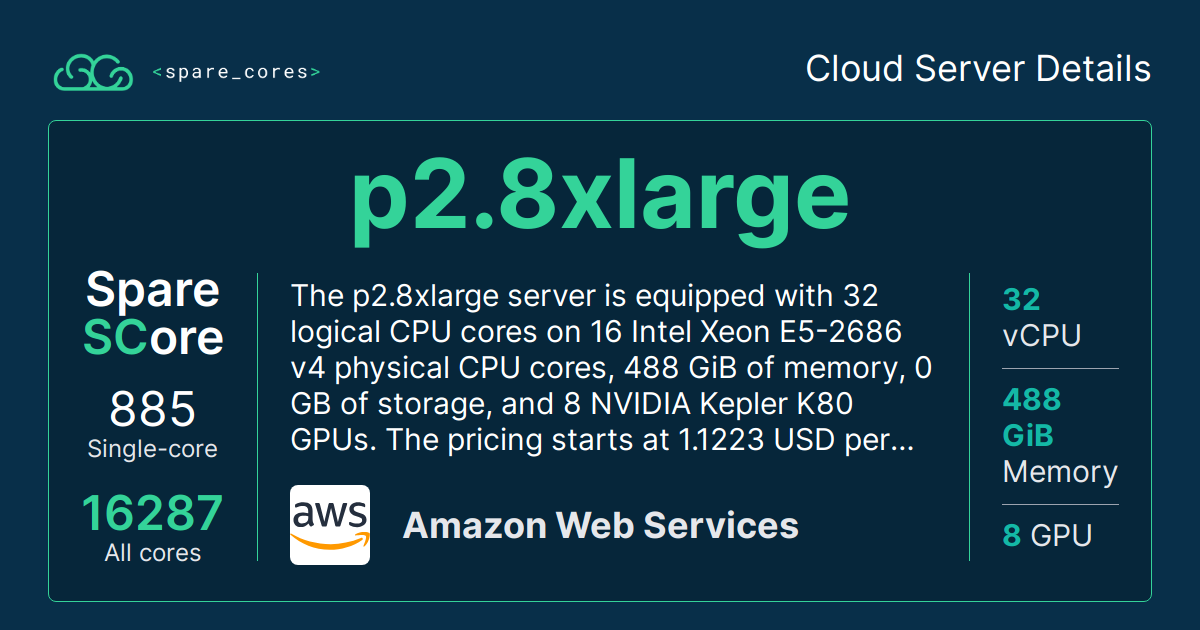 <spare_cores>
Cloud Server Details
p2.8xlarge
Spare
SCore
885
Single-core
16287
All cores
The p2.8xlarge server is equipped with 32
logical CPU cores on 16 Intel Xeon E5-2686
v4 physical CPU cores, 488 GiB of memory, 0
GB of storage, and 8 NVIDIA Kepler K80
GPUs. The pricing starts at 1.1223 USD per...
aws
Amazon Web Services
32
vCPU
488
GiB
Memory
8 GPU